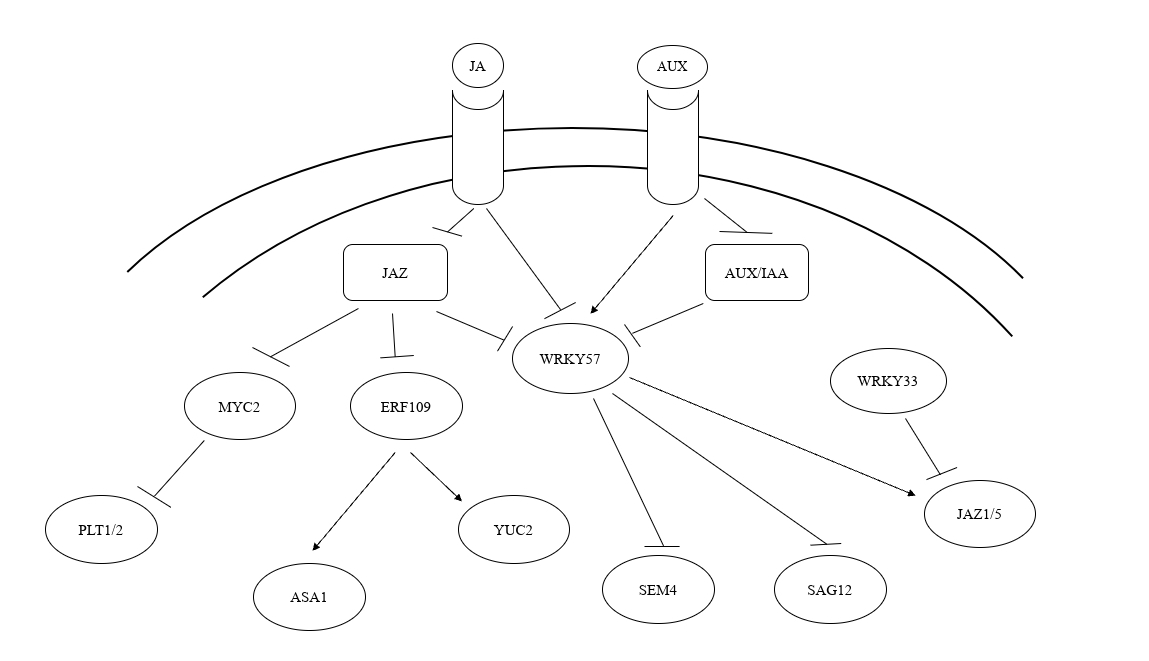 JA
AUX
JAZ
AUX/IAA
WRKY57
WRKY33
MYC2
ERF109
PLT1/2
YUC2
JAZ1/5
ASA1
SEM4
SAG12